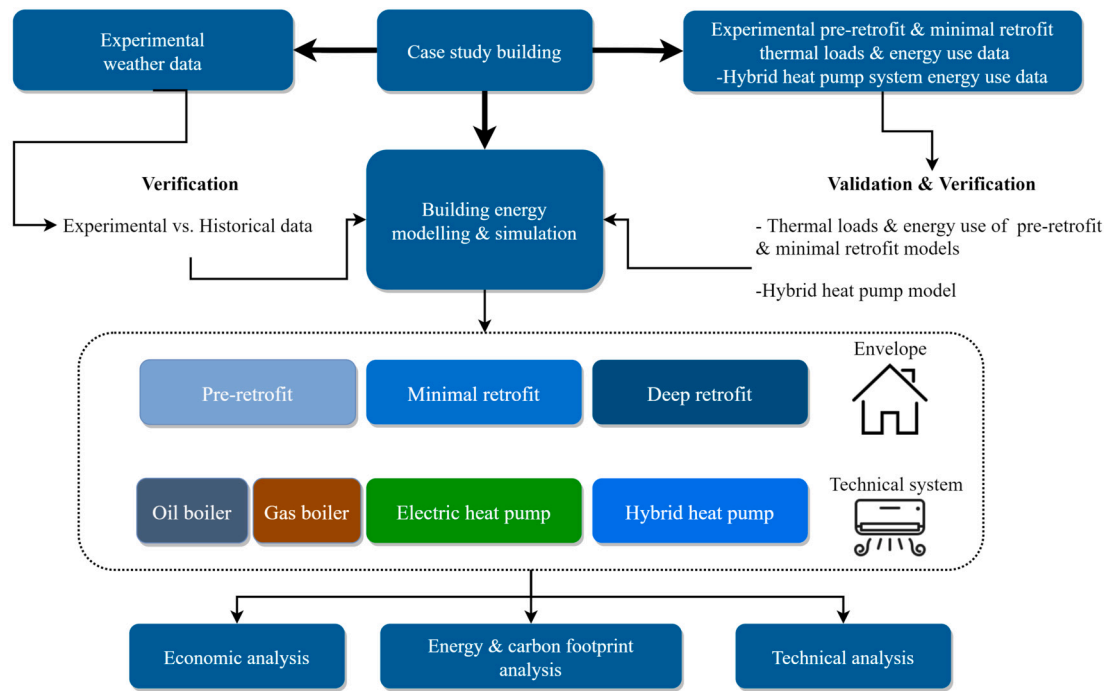 Experimental
weather data
Case study building
Experimental pre-retrofit & minimal retrofit
thermal loads & energy use data
-Hybrid heat pump system energy use data
Verification
Experimental vs. Historical data
Building energy
modelling & simulation
Validation & Verification
- Thermal loads & energy use of pre-retrofit
& minimal retrofit models
-Hybrid heat pump model
Envelope
Pre-retrofit
Minimal retrofit
Deep retrofit
Technical system
Oil boiler
Gas boiler
Electric heat pump
Hybrid heat pump
Economic analysis
Energy & carbon footprint
analysis
Technical analysis